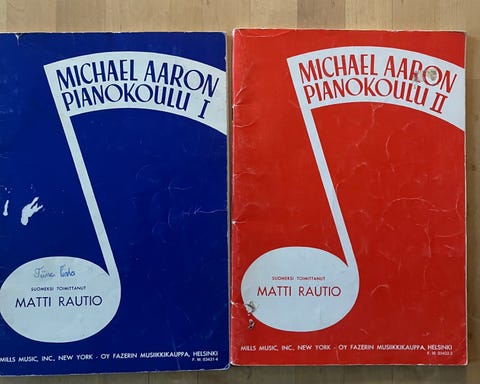 MICHAEL AARON
PIANOKOULU I
SUOMEKSI TOIMITTANUT
MATTI RAUTIO
MILLS MUSIC, INC., NEW YORK - OY FAZERIN MUSIIKKIKAUPPA, HELSINKI
MICHAEL AARON
PIANOKOULU II
SUOMEKSI TOIMITTANUT
MATTI RAUTIO
MILLS MUSIC, INC., NEW YORK - OY FAZERIN MUSIIKKIKAUPPA, HELSINKI